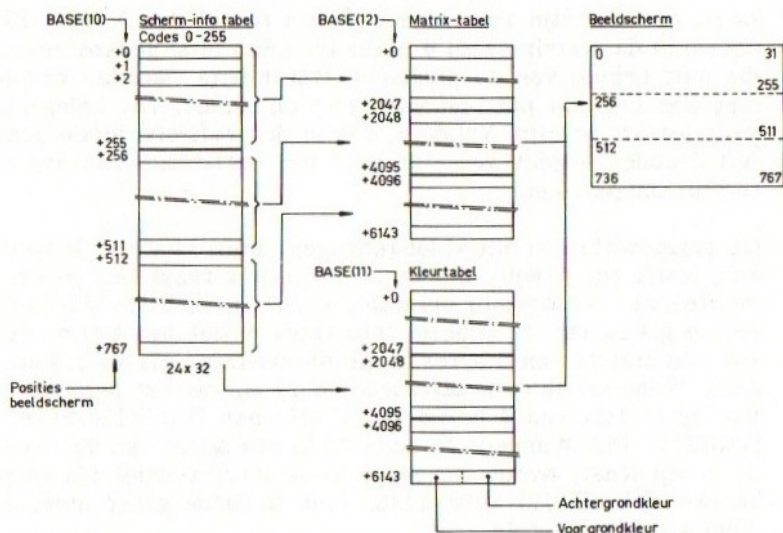 BASE(10)
Scherm-info tabel
Codes 0-255
+0
+1
+2
+255
+256
+511
+512
+767
24 x 32
Posities
beeldscherm
BASE(12)
Matrix-tabel
+0
+2047
+2048
+4095
+4096
+6143
BASE(11)
Kleurtabel
+0
+2047
+2048
+4095
+4096
+6143
Achtergrondkleur
Voorgrondkleur
Beeldscherm
0 31
255
256
511
512
736 767